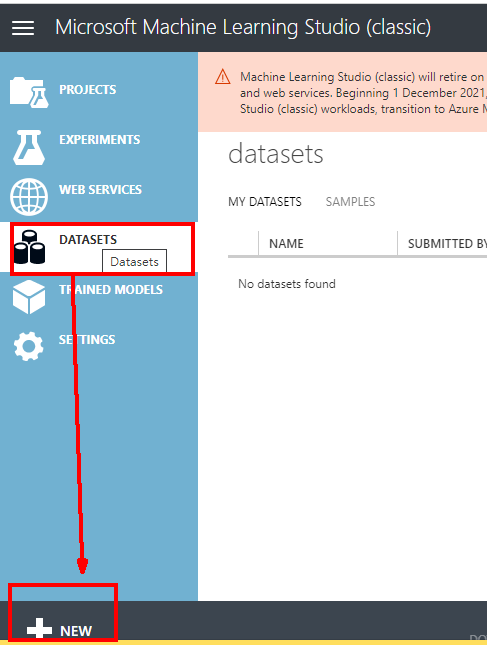 Microsoft Machine Learning Studio (classic)
PROJECTS
EXPERIMENTS
WEB SERVICES
DATASETS
Datasets
TRAINED MODELS
SETTINGS
NEW
Machine Learning Studio (classic) will retire on
and web services. Beginning 1 December 2021,
Studio (classic) workloads, transition to Azure
datasets
MY DATASETS SAMPLES
NAME SUBMITTED BY
No datasets found